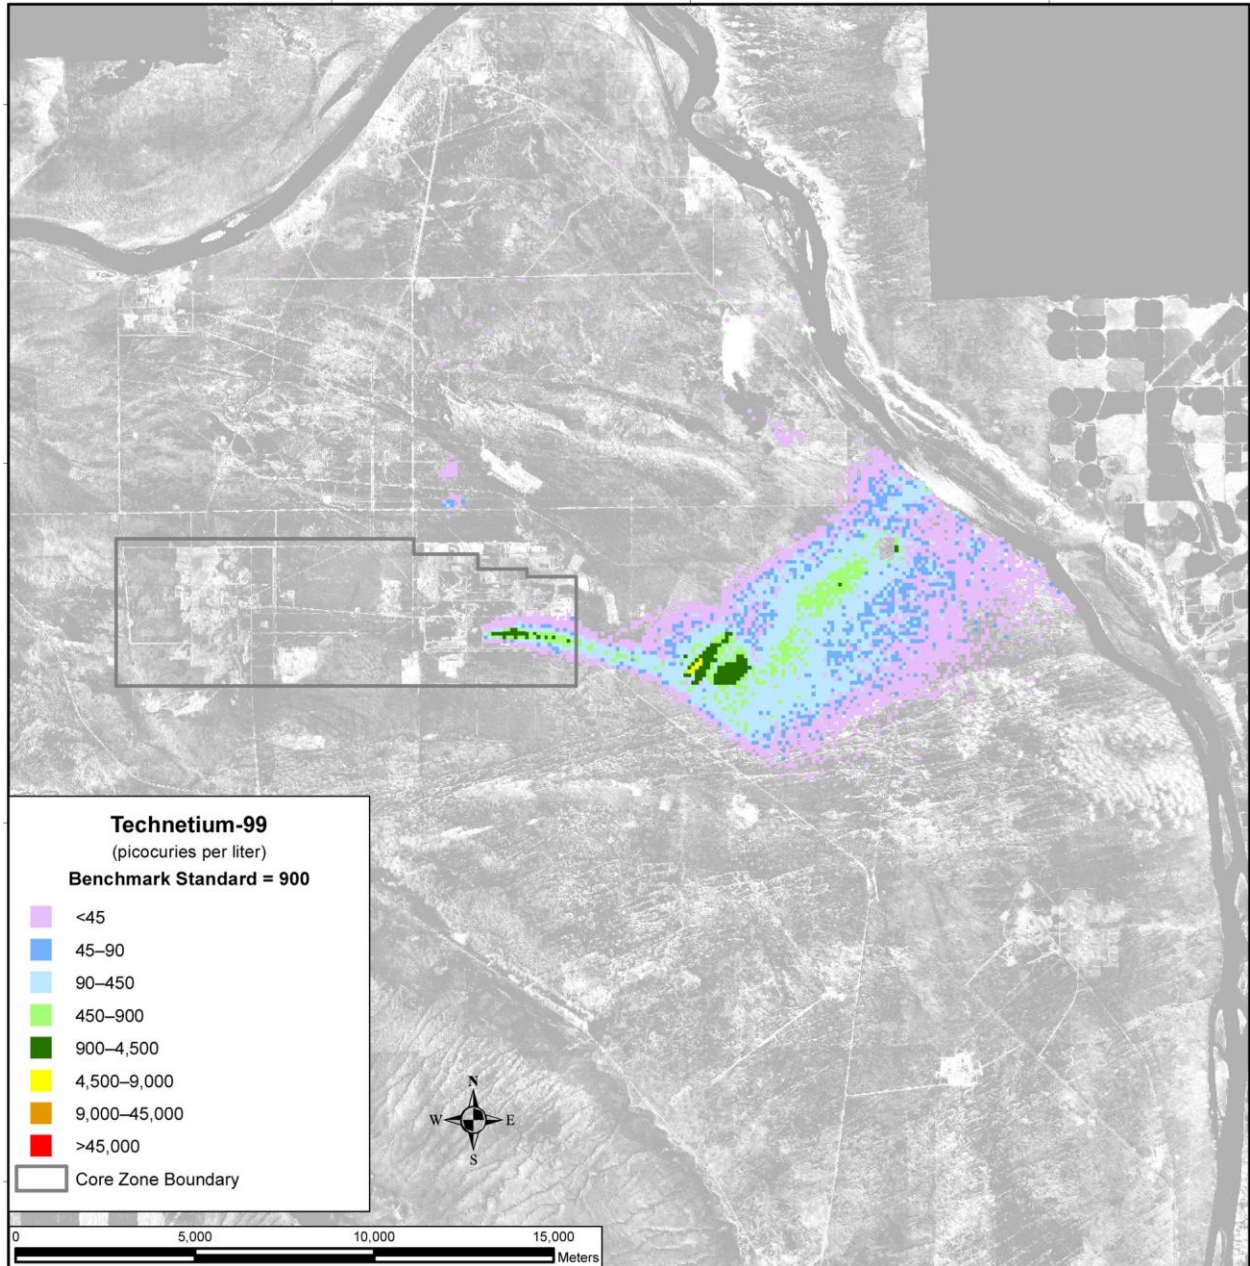 Technetium-99
(picocuries per liter)
Benchmark Standard = 900
<45
45–90
90–450
450–900
900–4,500
4,500–9,000
9,000–45,000
>45,000
Core Zone Boundary
N
W E
S
0 5,000 10,000 15,000
Meters